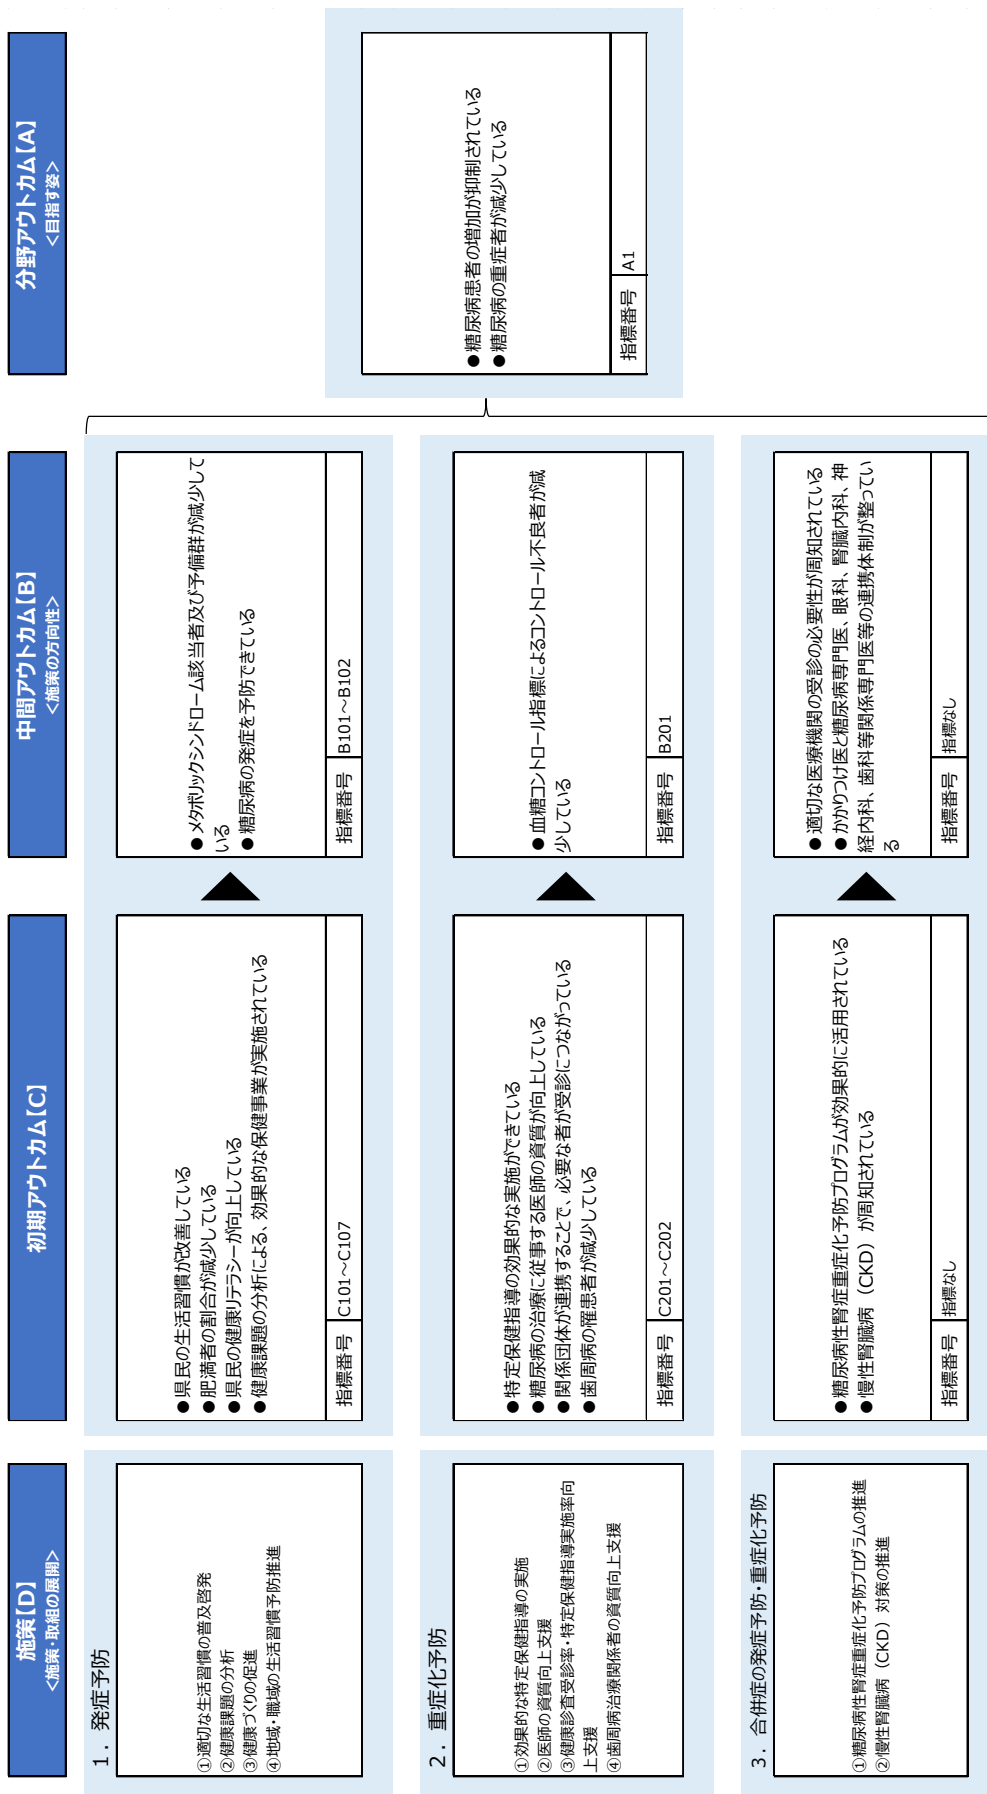 施策【D】
<施策・取組の展開>
初期アウトカム【C】
中間アウトカム【B】
<施策の方向性>
分野アウトカム【A】
<目指す姿>
1．発症予防
①適切な生活習慣の普及啓発
②健康課題の分析
③健康づくりの促進
④地域・職域の生活習慣予防推進
●県民の生活習慣が改善している
●肥満者の割合が減少している
●県民の健康リテラシーが向上している
●健康課題の分析による、効果的な保健事業が実施されている
指標番号 C101～C107
●メタボリックシンドローム該当者及び予備群が減少して
いる
●糖尿病の発症を予防できている
指標番号 B101～B102
2．重症化予防
①効果的な特定保健指導の実施
②医師の資質向上支援
③健康診査受診率・特定保健指導実施率向
上支援
④歯周病治療関係者の資質向上支援
●特定保健指導の効果的な実施ができている
●糖尿病の治療に従事する医師の資質が向上している
●関係団体が連携することで、必要な者が受診につながっている
●歯周病の罹患者が減少している
指標番号 C201～C202
●血糖コントロール指標によるコントロール不良者が減
少している
指標番号 B201
3．合併症の発症予防・重症化予防
①糖尿病性腎症重症化予防プログラムの推進
②慢性腎臓病（CKD）対策の推進
●糖尿病性腎症重症化予防プログラムが効果的に活用されている
●慢性腎臓病（CKD）が周知されている
指標番号 指標なし
●適切な医療機関の受診の必要性が周知されている
●かかりつけ医と糖尿病専門医、眼科、腎臓内科、神
経内科、歯科等関係専門医等の連携体制が整ってい
る
指標番号 指標なし
●糖尿病患者の増加が抑制されている
●糖尿病の重症者が減少している
指標番号 A1